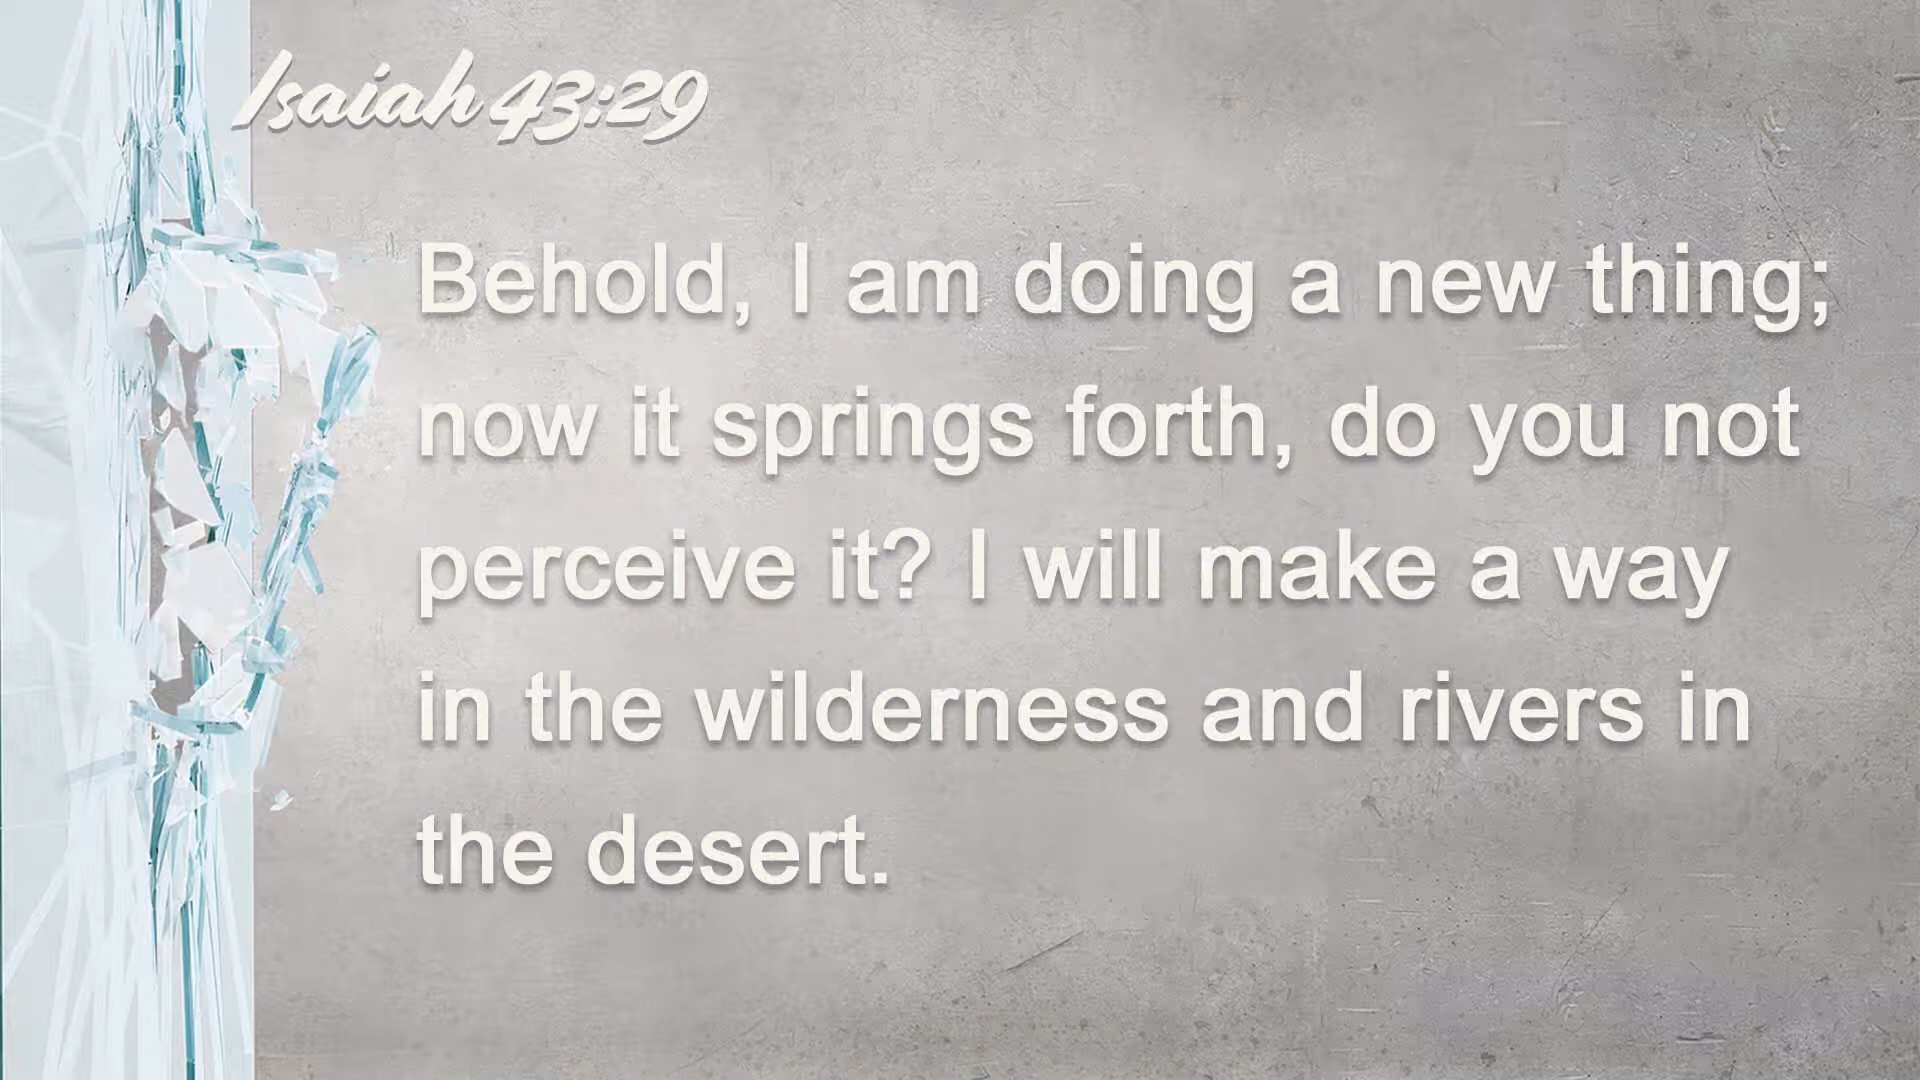 Isaiah 43:29
Behold, I am doing a new thing;
now it springs forth, do you not
perceive it? I will make a way
in the wilderness and rivers in
the desert.